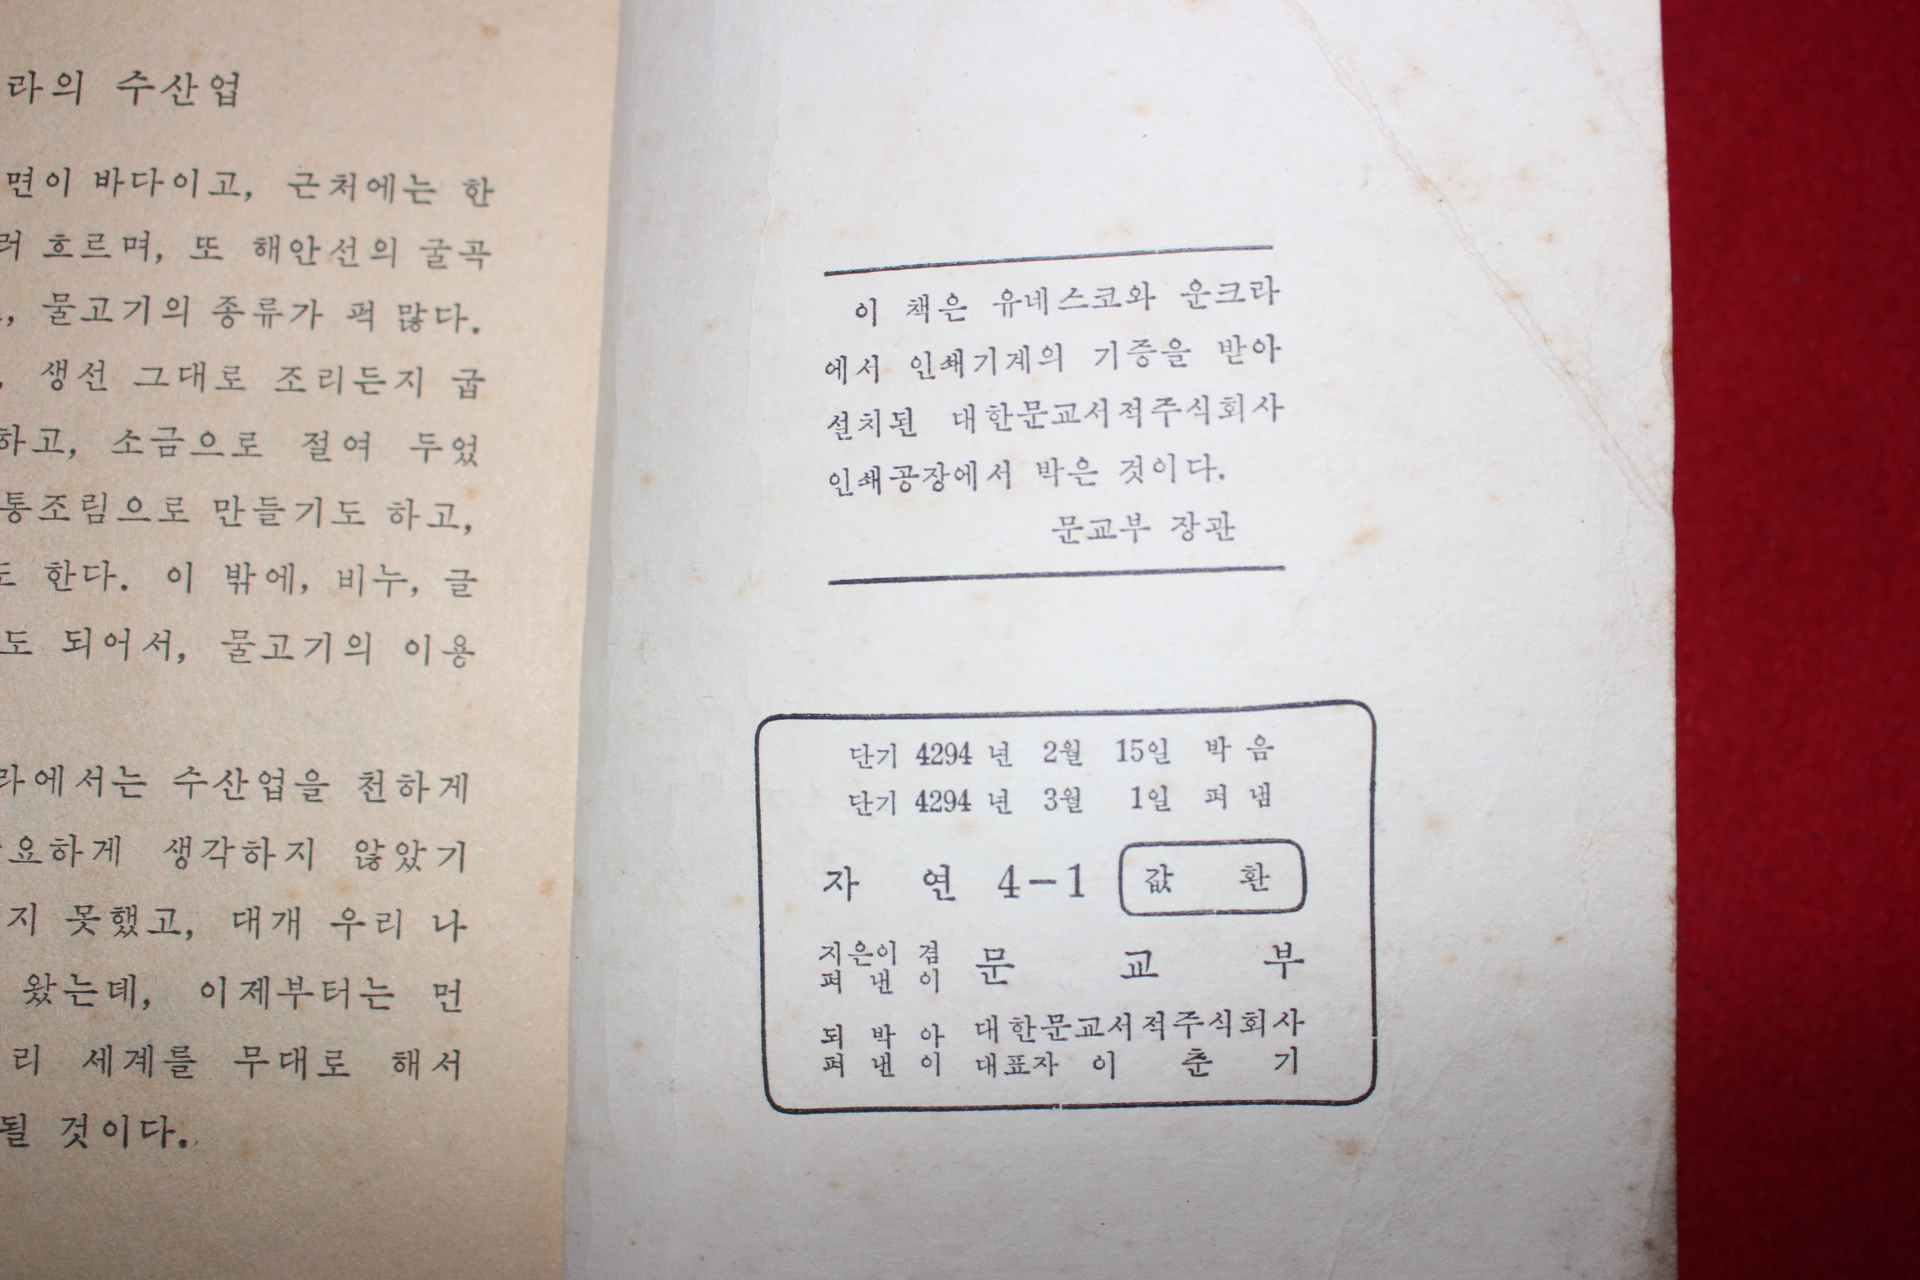 라의 수산업
면이 바다이고, 근처에는 한
러 흐르며, 또 해안선의 굴곡
, 물고기의 종류가 퍽 많다.
, 생선 그대로 조리든지 굽
하고, 소금으로 절여 두었
통조림으로 만들기도 하고,
도 한다. 이 밖에, 비누, 글
도 되어서, 물고기의 이용
라에서는 수산업을 천하게
요하게 생각하지 않았기
지 못했고, 대개 우리 나
왔는데, 이제부터는 먼
리 세계를 무대로 해서
될 것이다.
이 책은 유네스코와 운크라
에서 인쇄기계의 기증을 받아
설치된 대한문교서적주식회사
인쇄공장에서 박은 것이다.
문교부 장관
단기 4294 년 2월 15일 박 음
단기 4294 년 3월 1일 펴 냄
자 연 4-1 값 환
지은이 겸
펴 낸 이 문 교 부
되 박 아 대한문교서적주식회사
펴 낸 이 대표자 이 춘 기